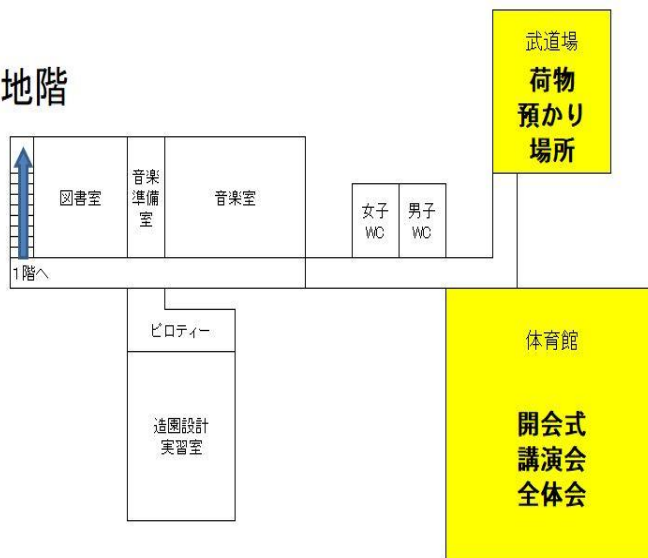 地階
武道場
荷物
預かり
場所
図書室
音楽
準備
室
音楽室
女子
WC
男子
WC
1階へ
ピロティー
造園設計
実習室
体育館
開会式
講演会
全体会